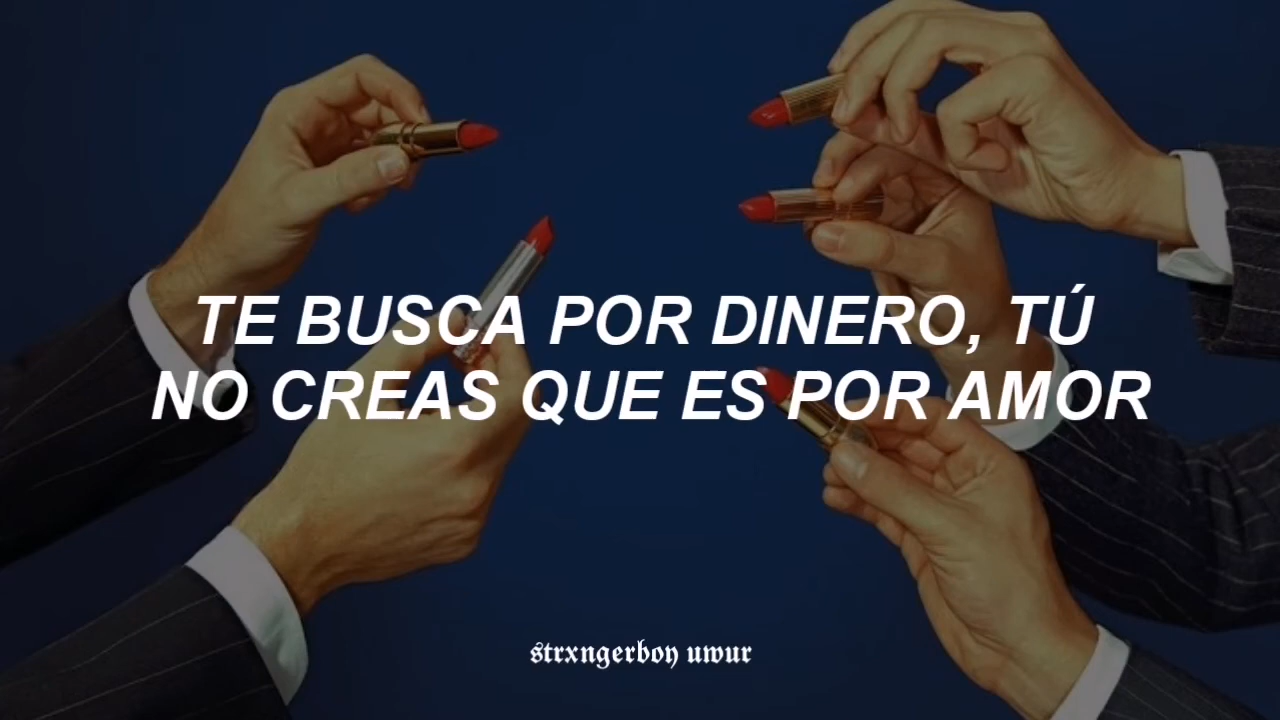 TE BUSCA POR DINERO, TÚ
NO CREAS QUE ES POR AMOR
strxngerboy uwur